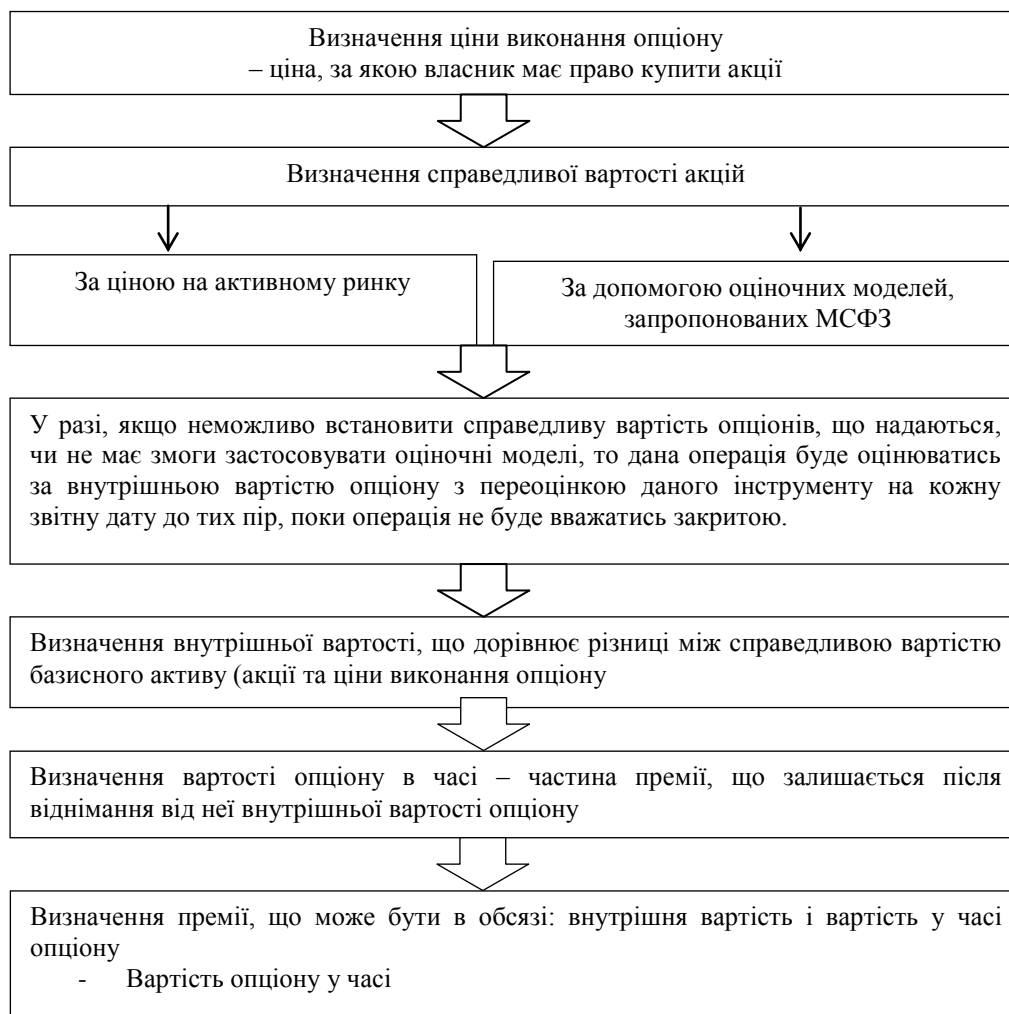 Визначення ціни виконання опціону
– ціна, за якою власник має право купити акції
Визначення справедливої вартості акцій
За ціною на активному ринку
За допомогою оціночних моделей,
запропонованих МСФЗ
У разі, якщо неможливо встановити справедливу вартість опціонів, що надаються,
чи не має змоги застосовувати оціночні моделі, то дана операція буде оцінюватись
за внутрішньою вартістю опціону з переоцінкою даного інструменту на кожну
звітну дату до тих пір, поки операція не буде вважатись закритою.
Визначення внутрішньої вартості, що дорівнює різниці між справедливою вартістю
базисного активу (акції та ціни виконання опціону
Визначення вартості опціону в часі – частина премії, що залишається після
віднімання від неї внутрішньої вартості опціону
Визначення премії, що може бути в обсязі: внутрішня вартість і вартість у часі
опціону
- Вартість опціону у часі